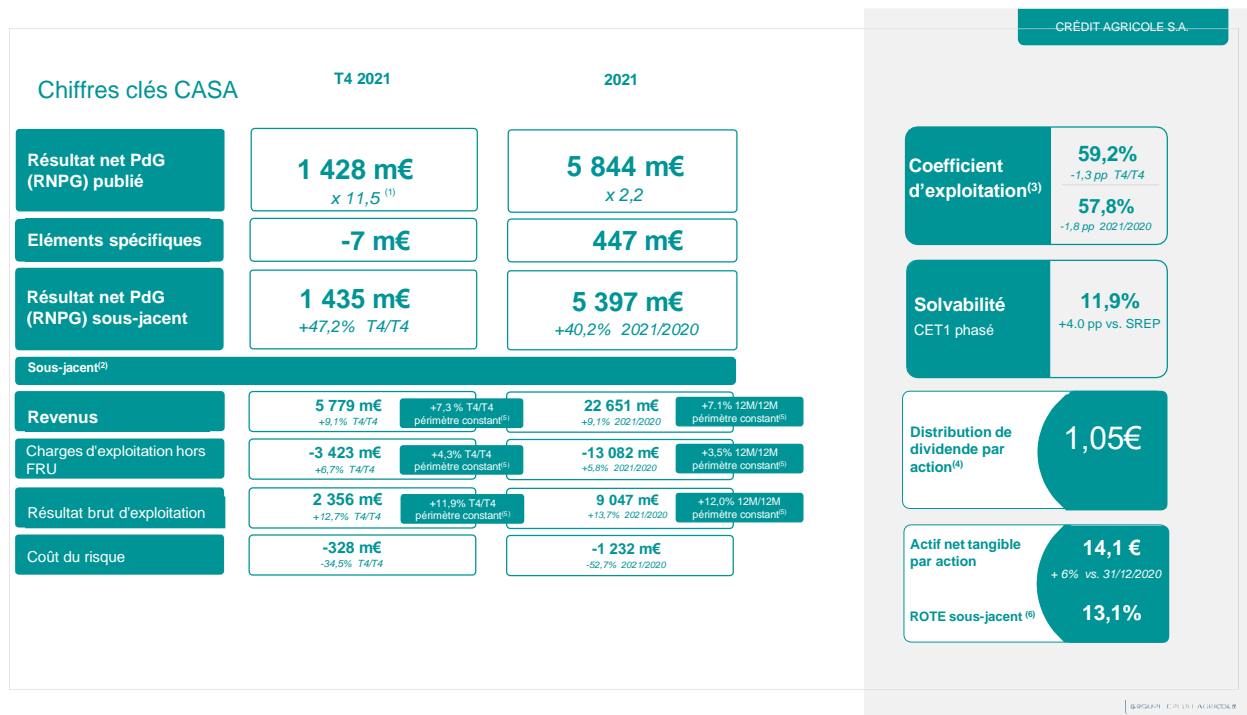 CRÉDIT AGRICOLE S.A.
Chiffres clés CASA
T4 2021
2021
Résultat net PdG
(RNPG) publié
1 428 m€
x 11,5 (1)
5 844 m€
x 2,2
Eléments spécifiques
-7 m€
447 m€
Résultat net PdG
(RNPG) sous-jacent
1 435 m€
+47,2% T4/T4
5 397 m€
+40,2% 2021/2020
Sous-jacent(2)
Revenus
5 779 m€
+9,1% T4/T4
+7,3 % T4/T4
périmètre constant(5)
22 651 m€
+9,1% 2021/2020
+7.1% 12M/12M
périmètre constant(5)
Charges d'exploitation hors
FRU
-3 423 m€
+6,7% T4/T4
+4,3% T4/T4
périmètre constant(5)
-13 082 m€
+5,8% 2021/2020
+3,5% 12M/12M
périmètre constant(5)
Résultat brut d'exploitation
2 356 m€
+12,7% T4/T4
+11,9% T4/T4
périmètre constant(5)
9 047 m€
+13,7% 2021/2020
+12,0% 12M/12M
périmètre constant(5)
Coût du risque
-328 m€
-34,5% T4/T4
-1 232 m€
-52,7% 2021/2020
Coefficient
d'exploitation(3)
59,2%
-1,3 pp T4/T4
57,8%
-1,8 pp 2021/2020
Solvabilité
CET1 phasé
11,9%
+4.0 pp vs. SREP
Distribution de
dividende par
action(4)
1,05€
Actif net tangible
par action
14,1 €
+ 6% vs. 31/12/2020
ROTE sous-jacent (6)
13,1%
GROUPE CRÉDIT AGRICOLE